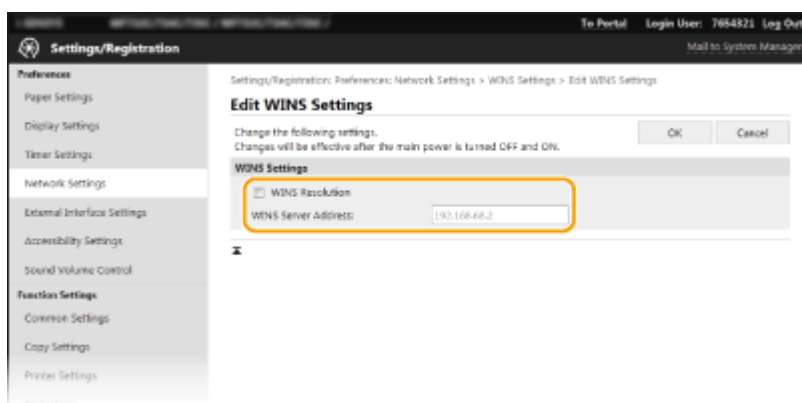 To Portal Login User: 7654321 Log Out
Settings/Registration
Mail to System Manager
Preferences
Paper Settings
Display Settings
Timer Settings
Network Settings
External Interface Settings
Accessibility Settings
Sound Volume Control
Function Settings
Common Settings
Copy Settings
Printer Settings
Settings/Registration: Preferences: Network Settings > WINS Settings > Edit WINS Settings
Edit WINS Settings
Change the following settings.
Changes will be effective after the main power is turned OFF and ON.
OK Cancel
WINS Settings
WINS Resolution
WINS Server Address: 192.168.68.2